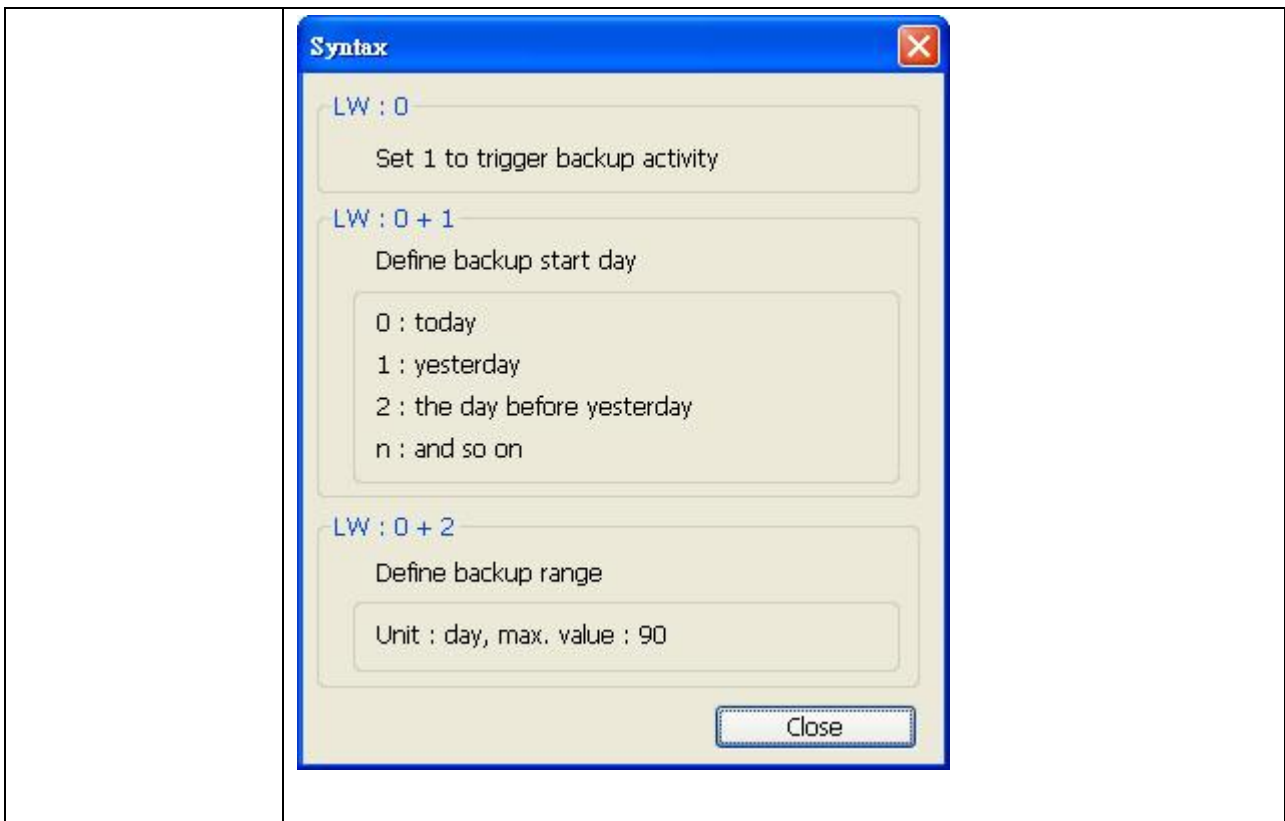 Syntax
LW : 0
Set 1 to trigger backup activity
LW : 0 + 1
Define backup start day
0 : today
1 : yesterday
2 : the day before yesterday
n : and so on
LW : 0 + 2
Define backup range
Unit : day, max. value : 90
Close